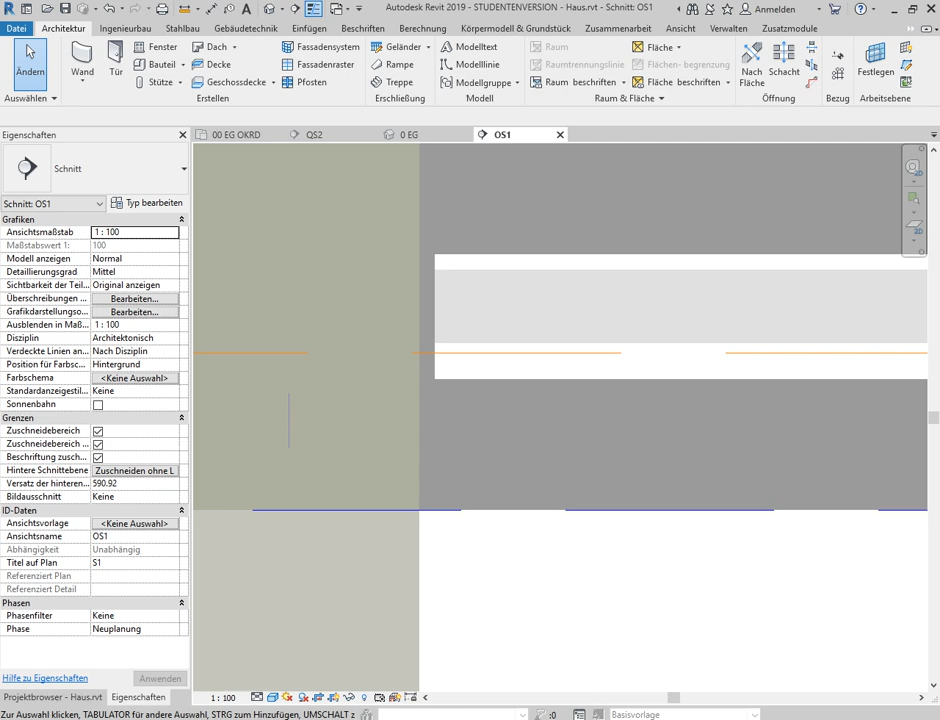 Autodesk Revit 2019 - STUDENTENVERSION - Haus.rvt - Schnitt: OS1
Anmelden
Datei Architektur Ingenieurbau Stahlbau Gebäudetechnik Einfügen Beschriften Berechnung Körpermodell & Grundstück Zusammenarbeit Ansicht Verwalten Zusatzmodule
Ändern
Wand
Tür
Fenster
Bauteil
Stütze
Dach
Decke
Geschossdecke
Fassadensystem
Fassadenraster
Pfosten
Geländer
Rampe
Treppe
Modelltext
Modelllinie
Modellgruppe
Raum
Raumtrennungslinie
Raum beschriften
Fläche
Flächen- begrenzung
Fläche beschriften
Nach Fläche
Schacht
Festlegen
Auswählen Erstellen Erschließung Modell Raum & Fläche Öffnung Bezug Arbeitsebene
Eigenschaften
00 EG OKRD QS2 0 EG OS1
Schnitt
Schnitt: OS1 Typ bearbeiten
Grafiken
Ansichtsmaßstab 1 : 100
Maßstabswert 1: 100
Modell anzeigen Normal
Detaillierungsgrad Mittel
Sichtbarkeit der Teil... Original anzeigen
Überschreibungen ... Bearbeiten...
Grafikdarstellungso... Bearbeiten...
Ausblenden in Maß... 1 : 100
Disziplin Architektonisch
Verdeckte Linien an... Nach Disziplin
Position für Farbsc... Hintergrund
Farbschema <Keine Auswahl>
Standardanzeigestil... Keine
Sonnenbahn
Grenzen
Zuschneidebereich
Zuschneidebereich ...
Beschriftung zusch...
Hintere Schnittebene Zuschneiden ohne L
Versatz der hinteren... 590.92
Bildausschnitt Keine
ID-Daten
Ansichtsvorlage <Keine Auswahl>
Ansichtsname OS1
Abhängigkeit Unabhängig
Titel auf Plan S1
Referenziert Plan
Referenziert Detail
Phasen
Phasenfilter Keine
Phase Neuplanung
Hilfe zu Eigenschaften Anwenden
Projektbrowser - Haus.rvt Eigenschaften
1 : 100
Zur Auswahl klicken, TABULATOR für andere Auswahl, STRG zum Hinzufügen, UMSCHALT z
:0
Basisvorlage
2D
2D